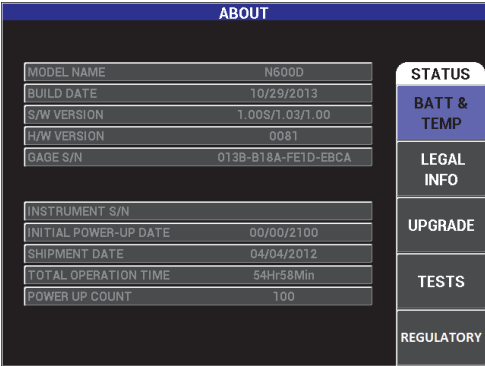 ABOUT
MODEL NAME N600D
BUILD DATE 10/29/2013
S/W VERSION 1.00S/1.03/1.00
H/W VERSION 0081
GAGE S/N 013B-B18A-FE1D-EBCA
INSTRUMENT S/N
INITIAL POWER-UP DATE 00/00/2100
SHIPMENT DATE 04/04/2012
TOTAL OPERATION TIME 54Hr58Min
POWER UP COUNT 100
STATUS
BATT &
TEMP
LEGAL
INFO
UPGRADE
TESTS
REGULATORY